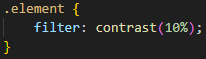 .element {
    filter: contrast(10%);
}